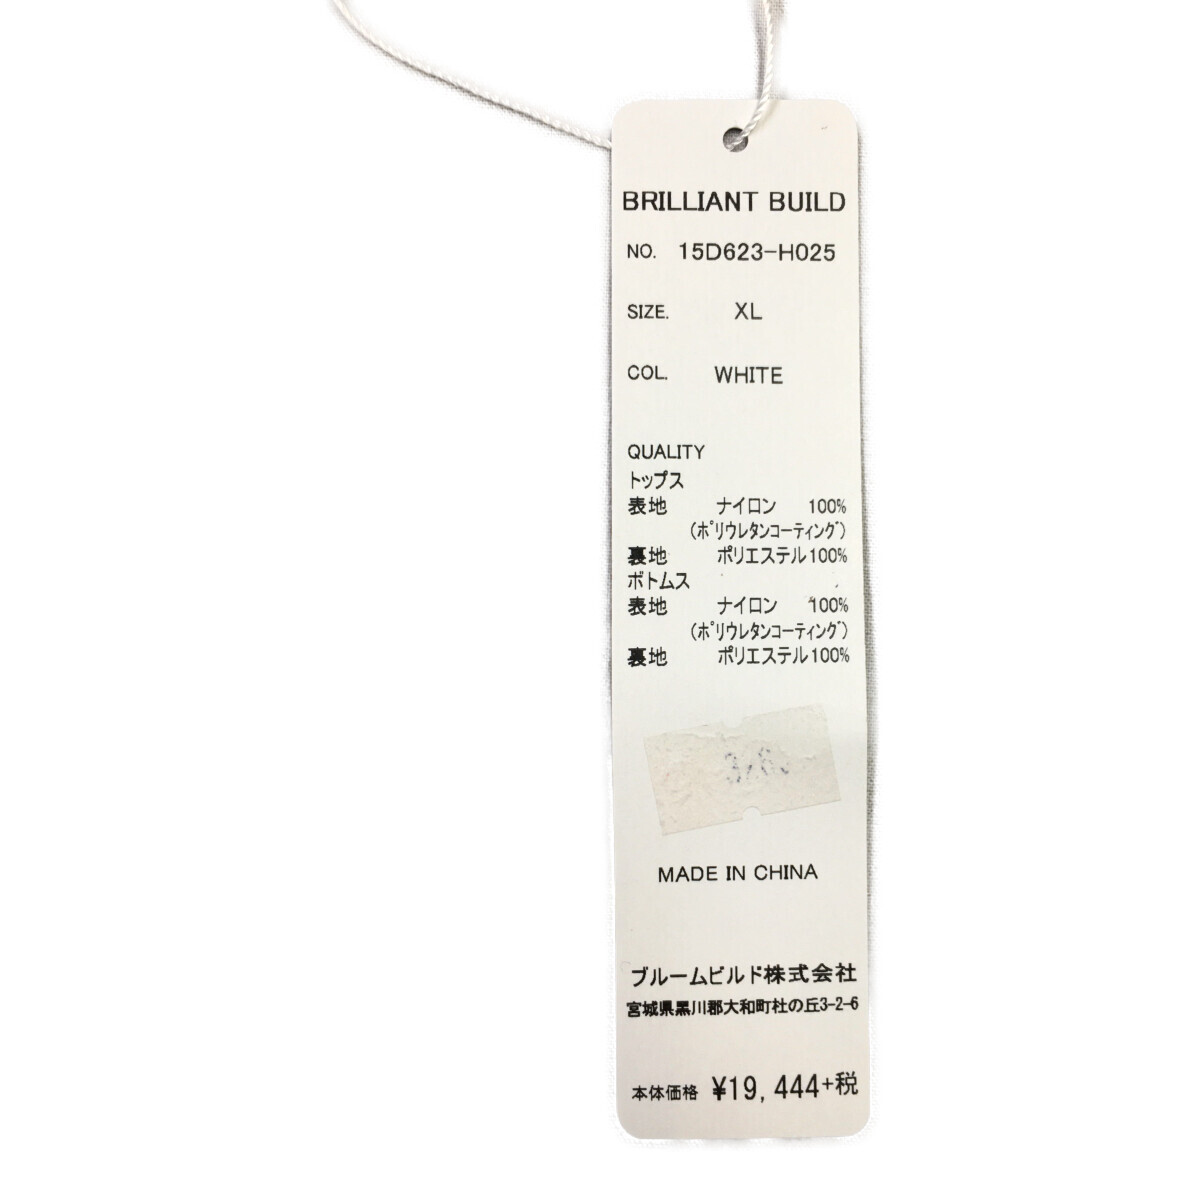 BRILLIANT BUILD
NO. 15D623-H025
SIZE. XL
COL. WHITE
QUALITY
トップス
表地 ナイロン 100%
(ﾎﾟﾘｳﾚﾀﾝｺｰﾃｨﾝｸﾞ)
裏地 ポリエステル100%
ボトムス
表地 ナイロン 100%
(ﾎﾟﾘｳﾚﾀﾝｺｰﾃｨﾝｸﾞ)
裏地 ポリエステル100%
MADE IN CHINA
ブルームビルド株式会社
宮城県黒川郡大和町杜の丘3-2-6
本体価格 ¥19,444+税